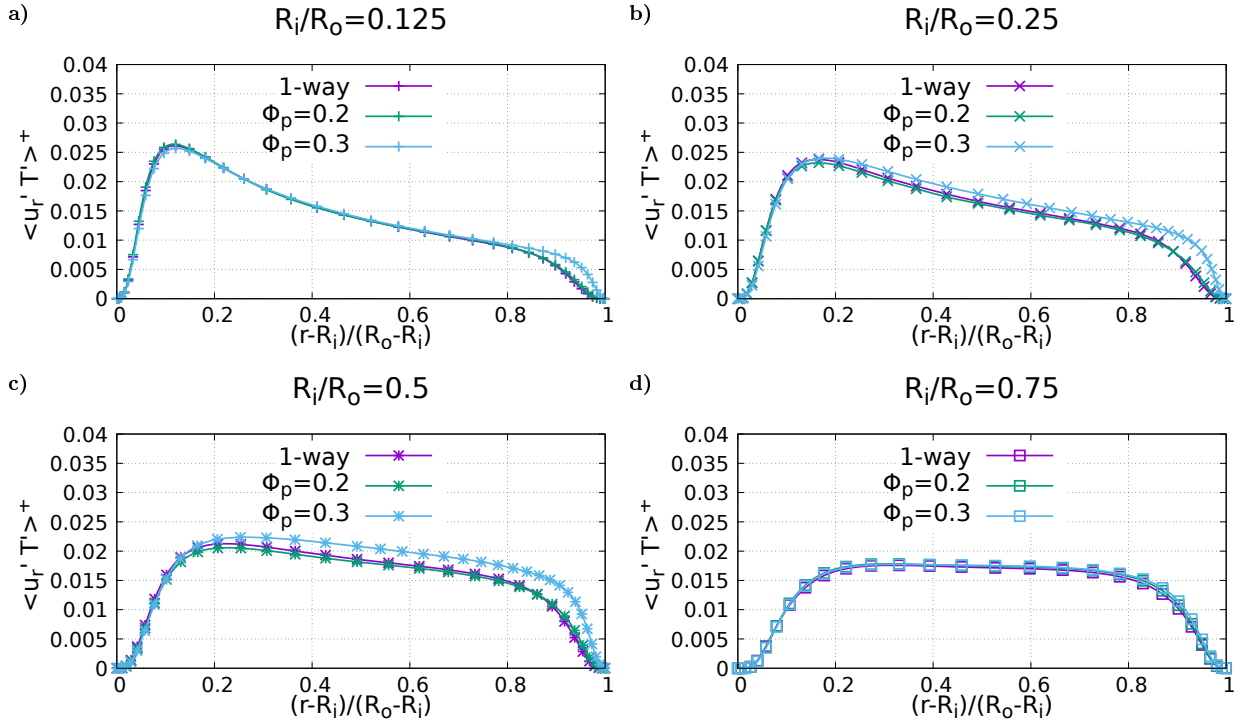 a)
R_i/R_o=0.125
<u_r' T'>^+
0.04
0.035
0.03
0.025
0.02
0.015
0.01
0.005
0
1-way
Φ_p=0.2
Φ_p=0.3
0 0.2 0.4 0.6 0.8 1
(r-R_i)/(R_o-R_i)
b)
R_i/R_o=0.25
<u_r' T'>^+
0.04
0.035
0.03
0.025
0.02
0.015
0.01
0.005
0
1-way
Φ_p=0.2
Φ_p=0.3
0 0.2 0.4 0.6 0.8 1
(r-R_i)/(R_o-R_i)
c)
R_i/R_o=0.5
<u_r' T'>^+
0.04
0.035
0.03
0.025
0.02
0.015
0.01
0.005
0
1-way
Φ_p=0.2
Φ_p=0.3
0 0.2 0.4 0.6 0.8 1
(r-R_i)/(R_o-R_i)
d)
R_i/R_o=0.75
<u_r' T'>^+
0.04
0.035
0.03
0.025
0.02
0.015
0.01
0.005
0
1-way
Φ_p=0.2
Φ_p=0.3
0 0.2 0.4 0.6 0.8 1
(r-R_i)/(R_o-R_i)